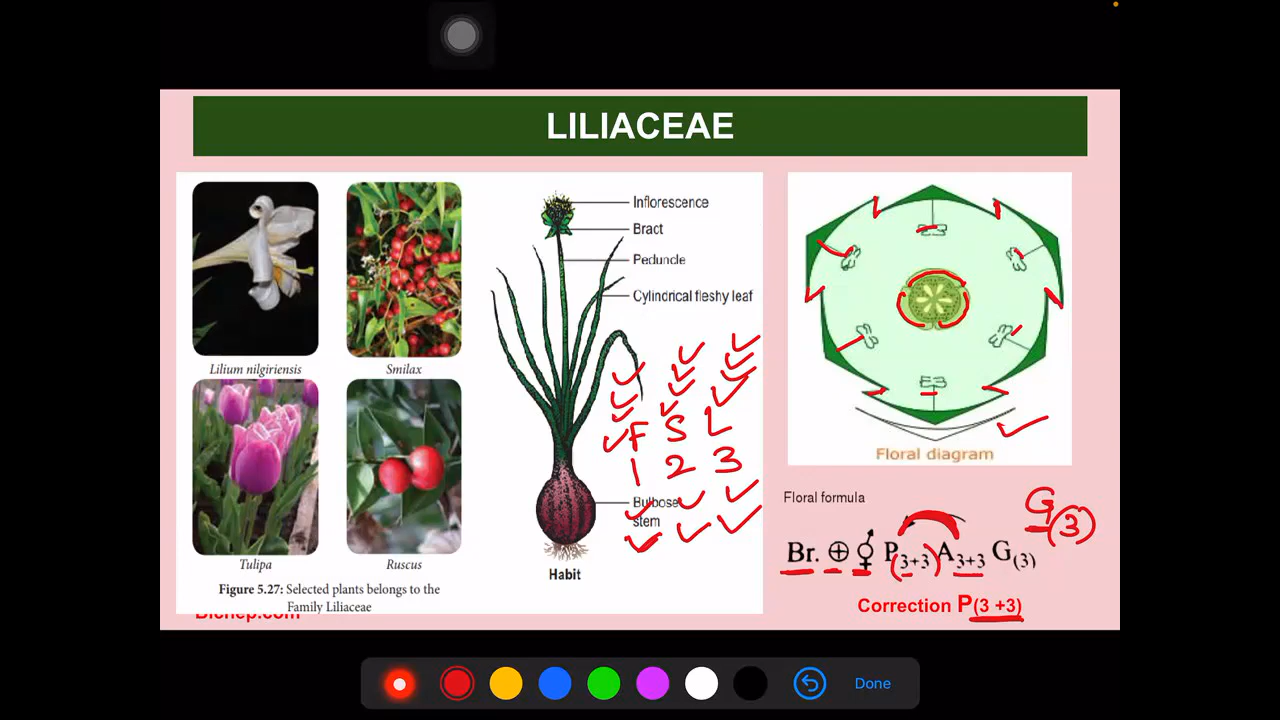 LILIACEAE
Lilium nilgiriensis
Smilax
Tulipa
Ruscus
Figure 5.27: Selected plants belongs to the
Family Liliaceae
Inflorescence
Bract
Peduncle
Cylindrical fleshy leaf
F S L
1 2 3
Bulbose
stem
Habit
Floral diagram
Floral formula
G(3)
Br. ⊕ ⚥ P(3+3) A3+3 G(3)
Correction P(3 +3)
Done